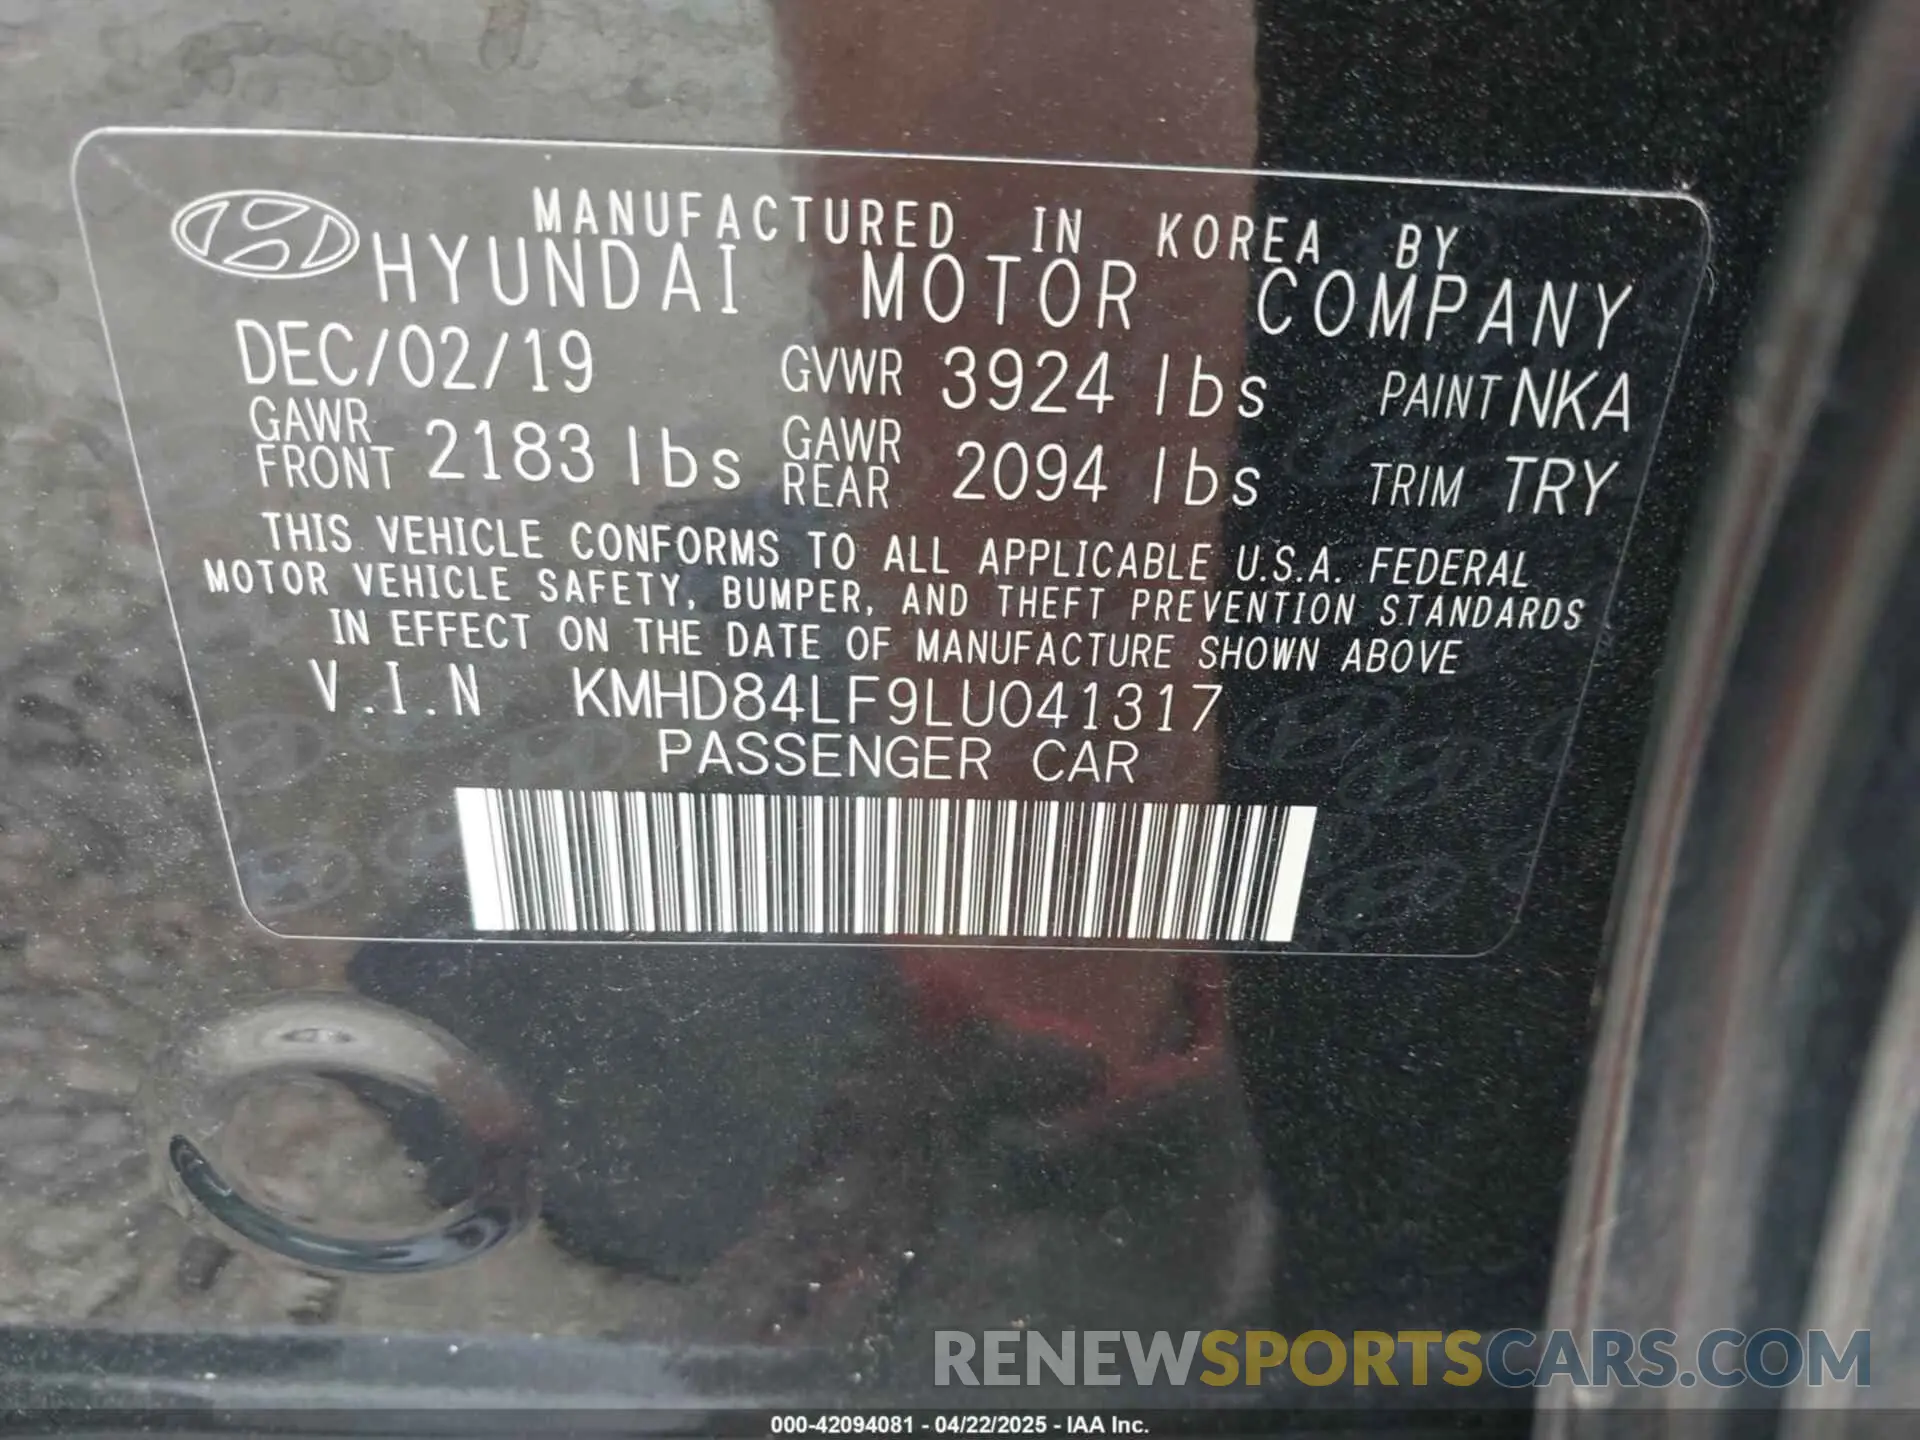 MANUFACTURED IN KOREA BY
HYUNDAI MOTOR COMPANY
DEC/02/19 GVWR 3924 lbs PAINT NKA
GAWR FRONT 2183 lbs GAWR REAR 2094 lbs TRIM TRY
THIS VEHICLE CONFORMS TO ALL APPLICABLE U.S.A. FEDERAL
MOTOR VEHICLE SAFETY, BUMPER, AND THEFT PREVENTION STANDARDS
IN EFFECT ON THE DATE OF MANUFACTURE SHOWN ABOVE
V.I.N KMHD84LF9LU041317
PASSENGER CAR
RENEWSPORTSCARS.COM
000-42094081 - 04/22/2025 - IAA Inc.